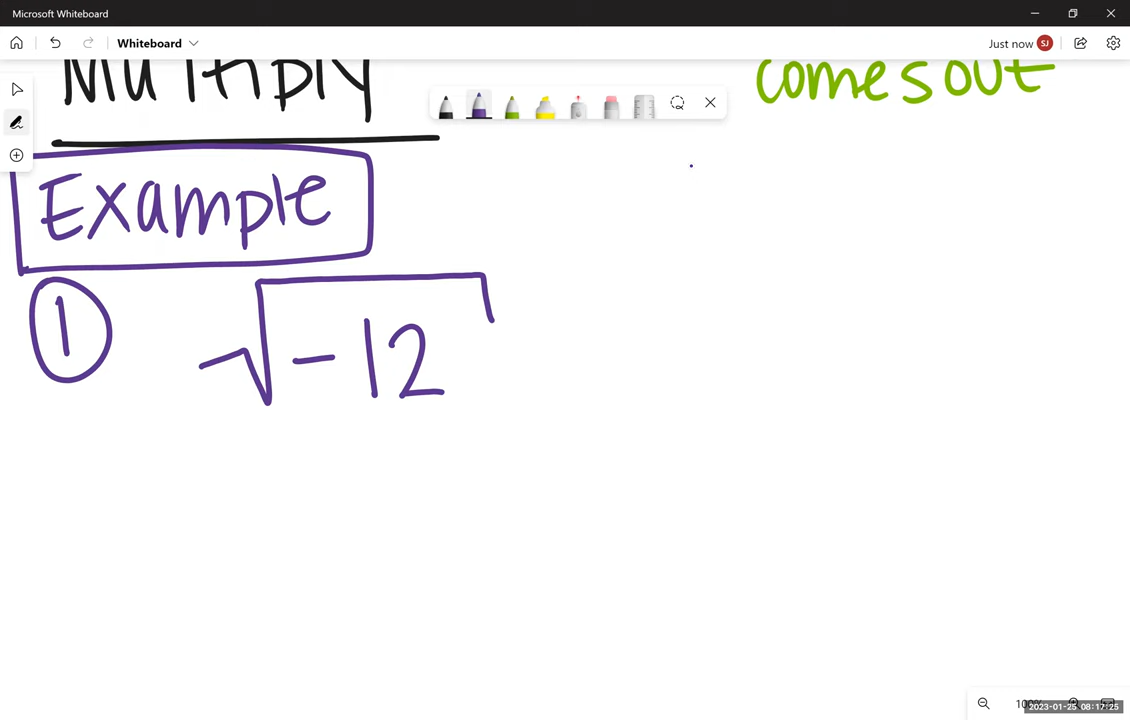 Microsoft Whiteboard
Whiteboard
Just now SJ
Multiply
comes out
Example
1
√-12
2023-01-25 08:17:25